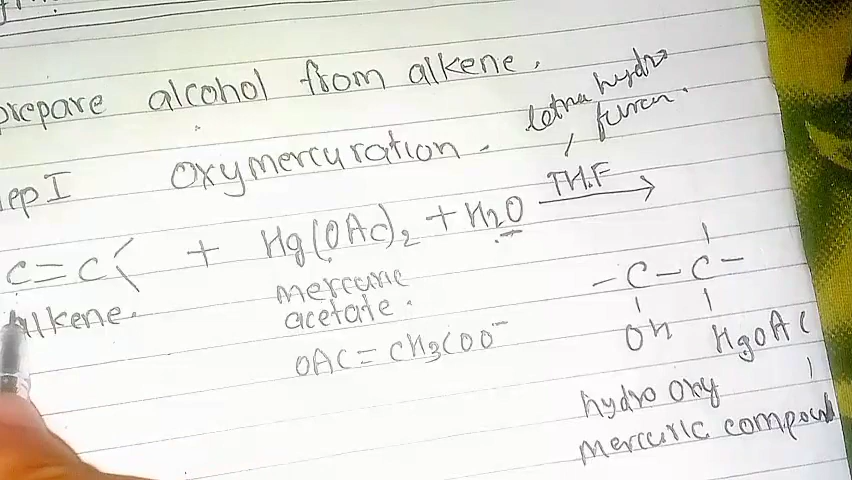 prepare alcohol from alkene.
tetra hydro
furan.
Step I oxymercuration -
THF
C=C + Hg(OAc)2 + H2O
alkene. mercuric
acetate.
OAC = CH3COO-
-C-C-
OH HgOAC
hydro oxy
mercuric compound